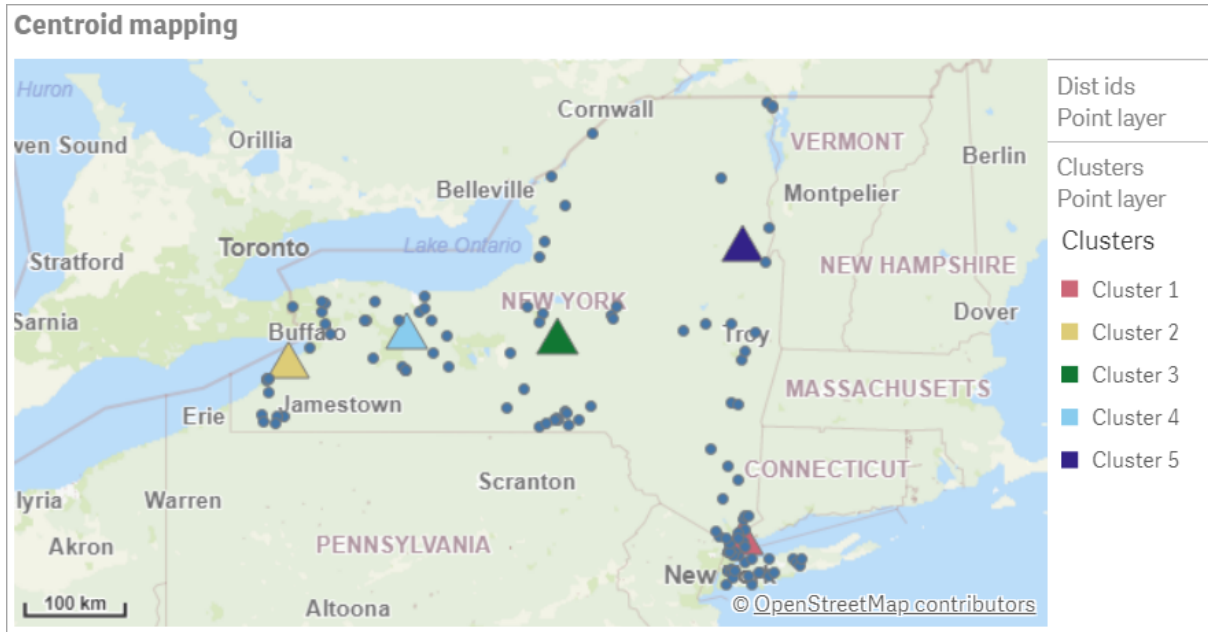 Centroid mapping
Huron
Cornwall
Orillia
VERMONT
ven Sound
Berlin
Belleville
Montpelier
Toronto
Lake Ontario
Stratford
NEW HAMPSHIRE
NEW YORK
Sarnia
Buffalo
Troy
Dover
MASSACHUSETTS
Jamestown
Erie
CONNECTICUT
Scranton
lyria
Warren
Akron
PENNSYLVANIA
New York
100 km
Altoona
© OpenStreetMap contributors
Dist ids
Point layer
Clusters
Point layer
Clusters
Cluster 1
Cluster 2
Cluster 3
Cluster 4
Cluster 5